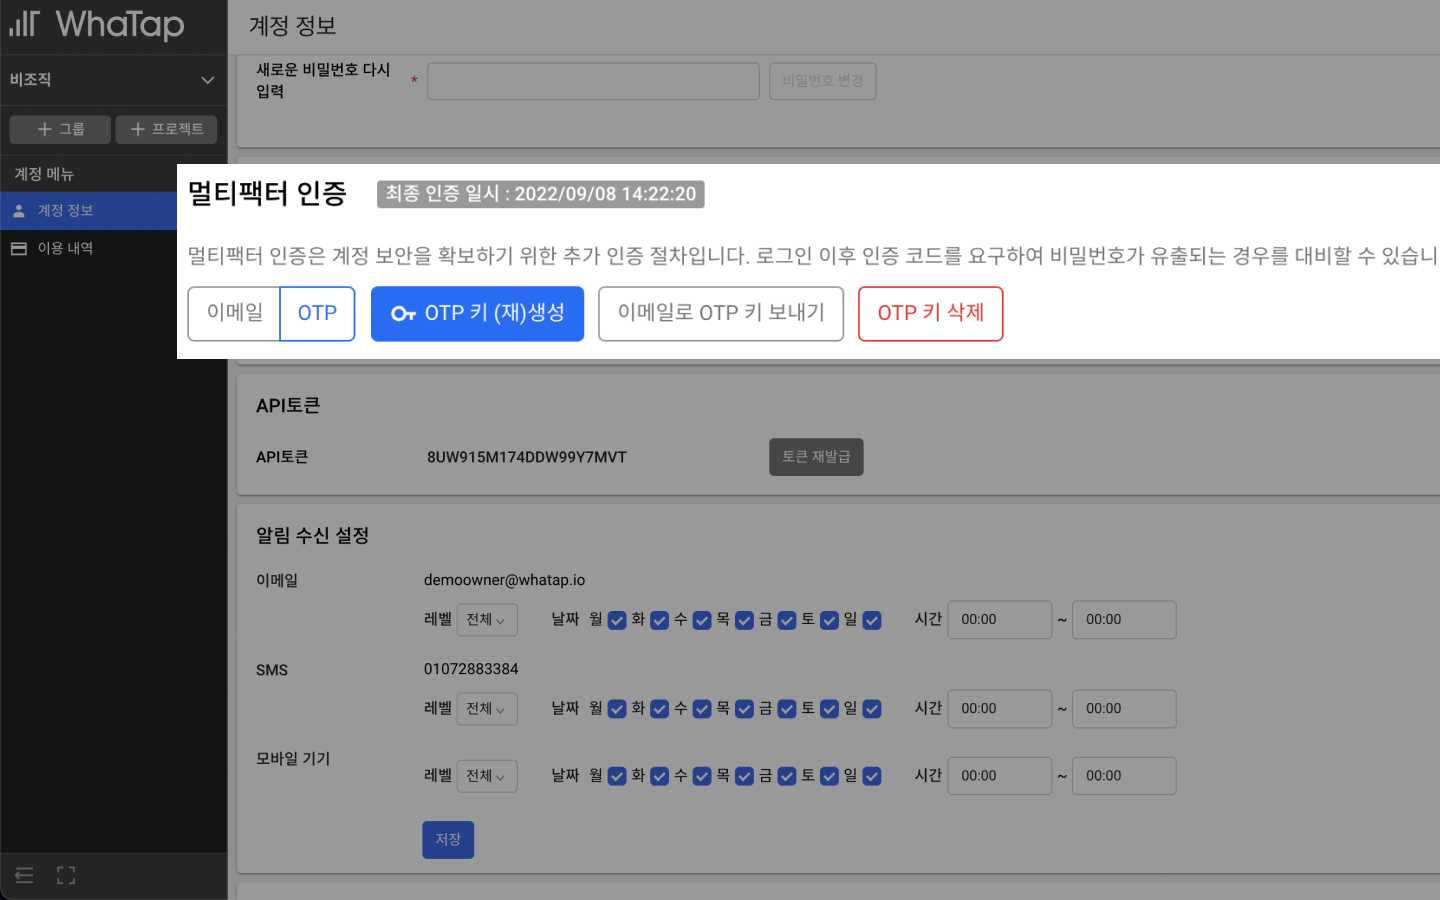 WhaTap
계정 정보
비조직
새로운 비밀번호 다시
입력
*
비밀번호 변경
그룹
프로젝트
계정 메뉴
계정 정보
이용 내역
멀티팩터 인증
최종 인증 일시 : 2022/09/08 14:22:20
멀티팩터 인증은 계정 보안을 확보하기 위한 추가 인증 절차입니다. 로그인 이후 인증 코드를 요구하여 비밀번호가 유출되는 경우를 대비할 수 있습니
이메일 OTP OTP 키 (재)생성 이메일로 OTP 키 보내기 OTP 키 삭제
API토큰
API토큰 8UW915M174DDW99Y7MVT 토큰 재발급
알림 수신 설정
이메일 demoowner@whatap.io
레벨 전체 날짜 월 화 수 목 금 토 일 시간 00:00 ~ 00:00
SMS 01072883384
레벨 전체 날짜 월 화 수 목 금 토 일 시간 00:00 ~ 00:00
모바일 기기
레벨 전체 날짜 월 화 수 목 금 토 일 시간 00:00 ~ 00:00
저장